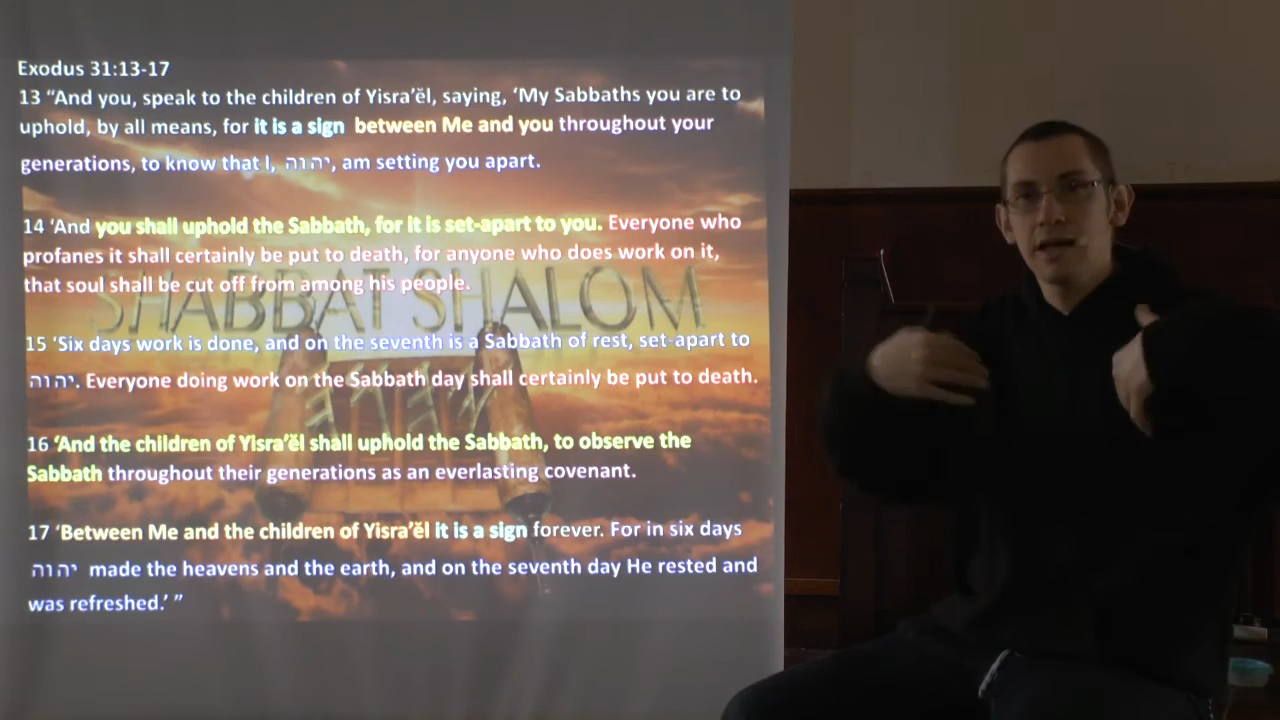 Exodus 31:13-17
13 “And you, speak to the children of Yisra’ĕl, saying, ‘My Sabbaths you are to
uphold, by all means, for it is a sign between Me and you throughout your
generations, to know that I, יהוה, am setting you apart.
14 ‘And you shall uphold the Sabbath, for it is set-apart to you. Everyone who
profanes it shall certainly be put to death, for anyone who does work on it,
that soul shall be cut off from among his people.
SHABBAT SHALOM
15 ‘Six days work is done, and on the seventh is a Sabbath of rest, set-apart to
יהוה. Everyone doing work on the Sabbath day shall certainly be put to death.
16 ‘And the children of Yisra’ĕl shall uphold the Sabbath, to observe the
Sabbath throughout their generations as an everlasting covenant.
17 ‘Between Me and the children of Yisra’ĕl it is a sign forever. For in six days
יהוה made the heavens and the earth, and on the seventh day He rested and
was refreshed.’ ”